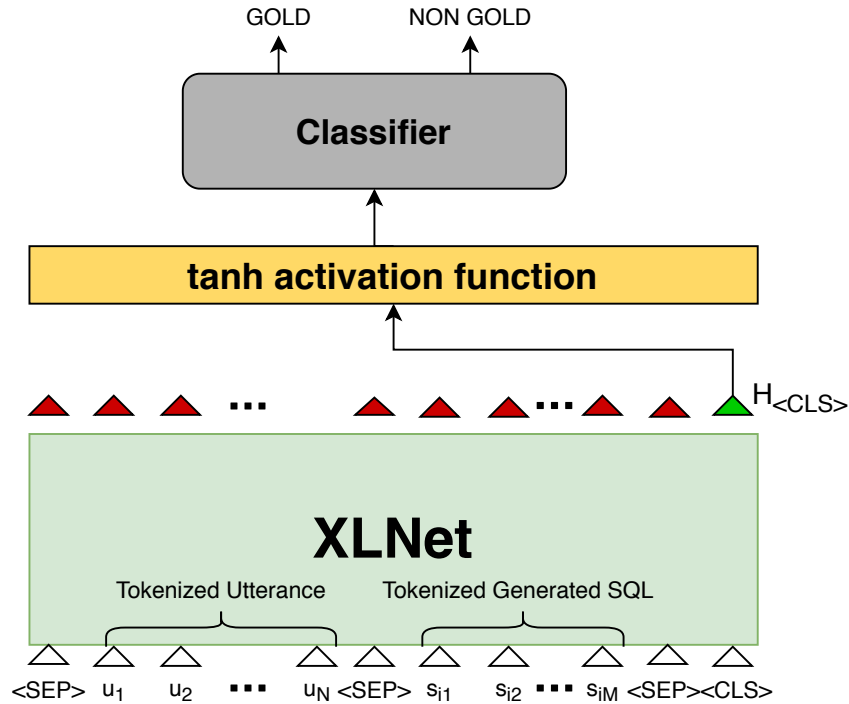 GOLD NON GOLD
Classifier
tanh activation function
H<CLS>
XLNet
Tokenized Utterance Tokenized Generated SQL
<SEP> u1 u2 ... uN <SEP> si1 si2 ... siM <SEP> <CLS>